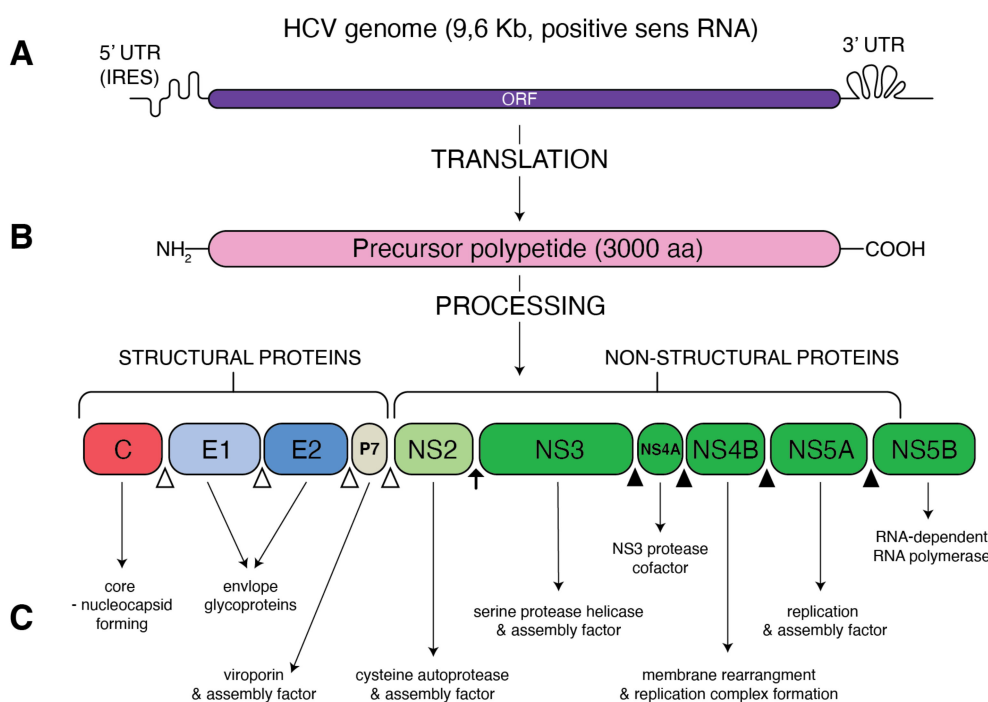 HCV genome (9,6 Kb, positive sens RNA)
A
5' UTR
(IRES)
3' UTR
ORF
TRANSLATION
B
NH2
Precursor polypetide (3000 aa)
COOH
PROCESSING
STRUCTURAL PROTEINS
NON-STRUCTURAL PROTEINS
C
E1
E2
P7
NS2
NS3
NS4A
NS4B
NS5A
NS5B
RNA-dependent
RNA polymerase
NS3 protease
cofactor
core
- nucleocapsid
forming
envlope
glycoproteins
serine protease helicase
& assembly factor
replication
& assembly factor
C
viroporin
& assembly factor
cysteine autoprotease
& assembly factor
membrane rearrangment
& replication complex formation